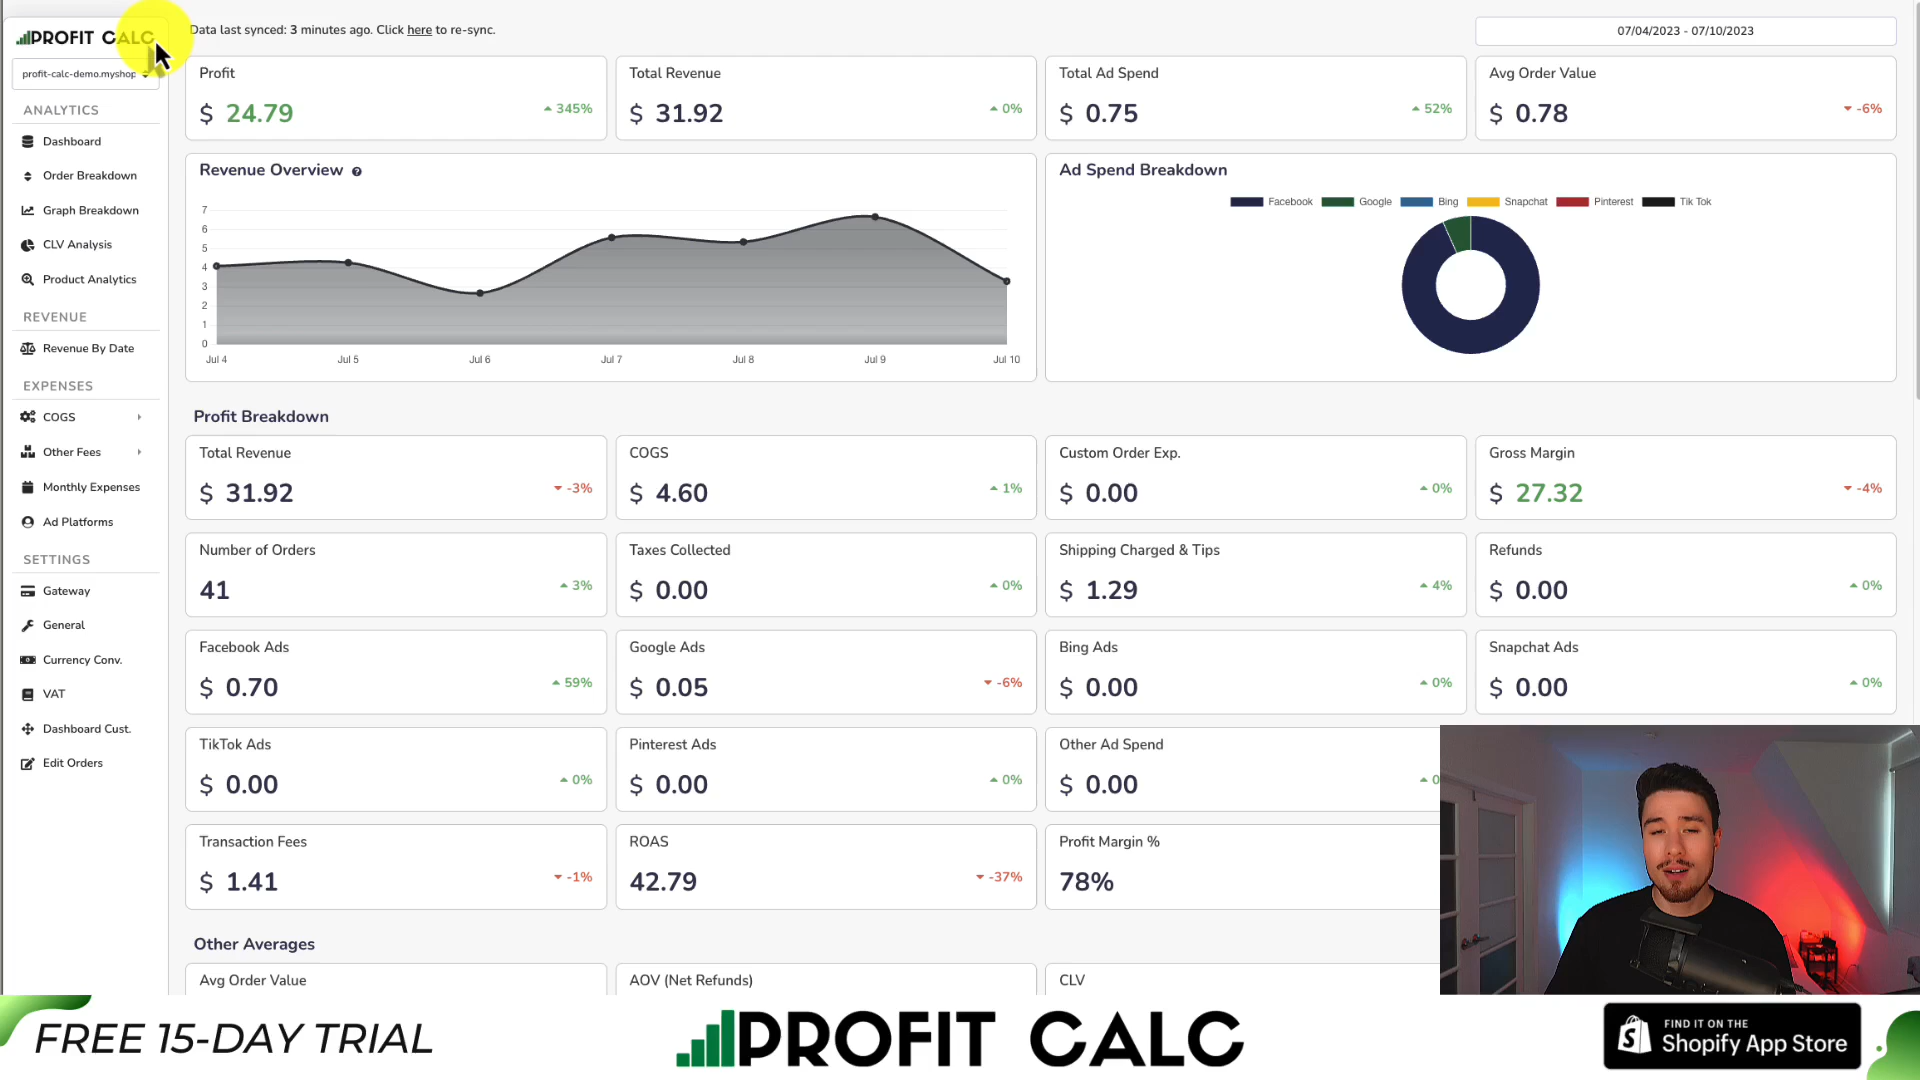 PROFIT CALC
profit-calc-demo.myshop
ANALYTICS
Dashboard
Order Breakdown
Graph Breakdown
CLV Analysis
Product Analytics
REVENUE
Revenue By Date
EXPENSES
COGS
Other Fees
Monthly Expenses
Ad Platforms
SETTINGS
Gateway
General
Currency Conv.
VAT
Dashboard Cust.
Edit Orders
Data last synced: 3 minutes ago. Click here to re-sync.
07/04/2023 - 07/10/2023
Profit
$ 24.79 345%
Total Revenue
$ 31.92 0%
Total Ad Spend
$ 0.75 52%
Avg Order Value
$ 0.78 -6%
Revenue Overview
7
6
5
4
3
2
1
0
Jul 4 Jul 5 Jul 6 Jul 7 Jul 8 Jul 9 Jul 10
Ad Spend Breakdown
Facebook Google Bing Snapchat Pinterest Tik Tok
Profit Breakdown
Total Revenue
$ 31.92 -3%
COGS
$ 4.60 1%
Custom Order Exp.
$ 0.00 0%
Gross Margin
$ 27.32 -4%
Number of Orders
41 3%
Taxes Collected
$ 0.00 0%
Shipping Charged & Tips
$ 1.29 4%
Refunds
$ 0.00 0%
Facebook Ads
$ 0.70 59%
Google Ads
$ 0.05 -6%
Bing Ads
$ 0.00 0%
Snapchat Ads
$ 0.00 0%
TikTok Ads
$ 0.00 0%
Pinterest Ads
$ 0.00 0%
Other Ad Spend
$ 0.00 0
Transaction Fees
$ 1.41 -1%
ROAS
42.79 -37%
Profit Margin %
78%
Other Averages
Avg Order Value
AOV (Net Refunds)
CLV
FREE 15-DAY TRIAL
PROFIT CALC
FIND IT ON THE
Shopify App Store